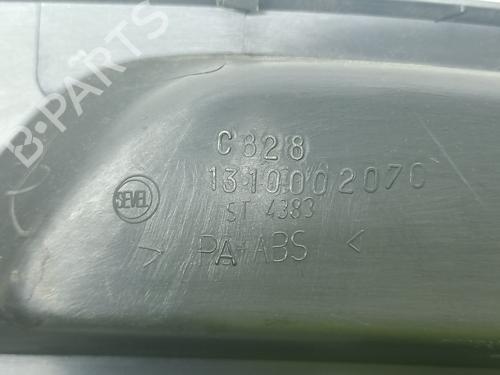 B-PARTS
C828
1310002070
SEVEL
ST 4383
> PA+ABS <